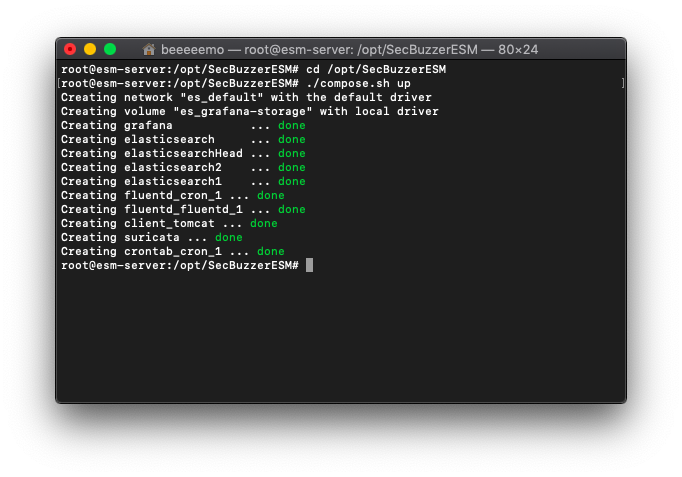 beeeeemo — root@esm-server: /opt/SecBuzzerESM — 80×24
root@esm-server:/opt/SecBuzzerESM# cd /opt/SecBuzzerESM
[root@esm-server:/opt/SecBuzzerESM# ./compose.sh up ]
Creating network "es_default" with the default driver
Creating volume "es_grafana-storage" with local driver
Creating grafana           ... done
Creating elasticsearch     ... done
Creating elasticsearchHead ... done
Creating elasticsearch2    ... done
Creating elasticsearch1    ... done
Creating fluentd_cron_1 ... done
Creating fluentd_fluentd_1 ... done
Creating client_tomcat ... done
Creating suricata ... done
Creating crontab_cron_1 ... done
root@esm-server:/opt/SecBuzzerESM#